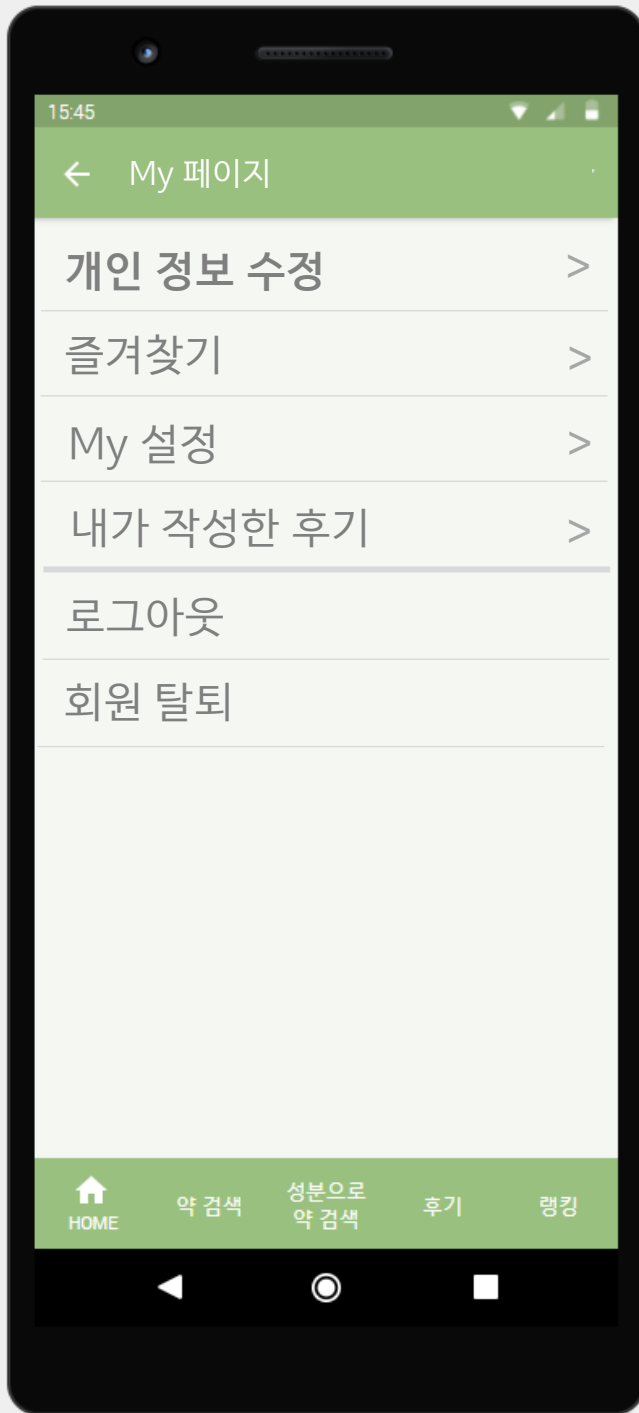 15:45
My 페이지
개인 정보 수정 >
즐겨찾기 >
My 설정 >
내가 작성한 후기 >
로그아웃
회원 탈퇴
HOME
약 검색
성분으로
약 검색
후기
랭킹